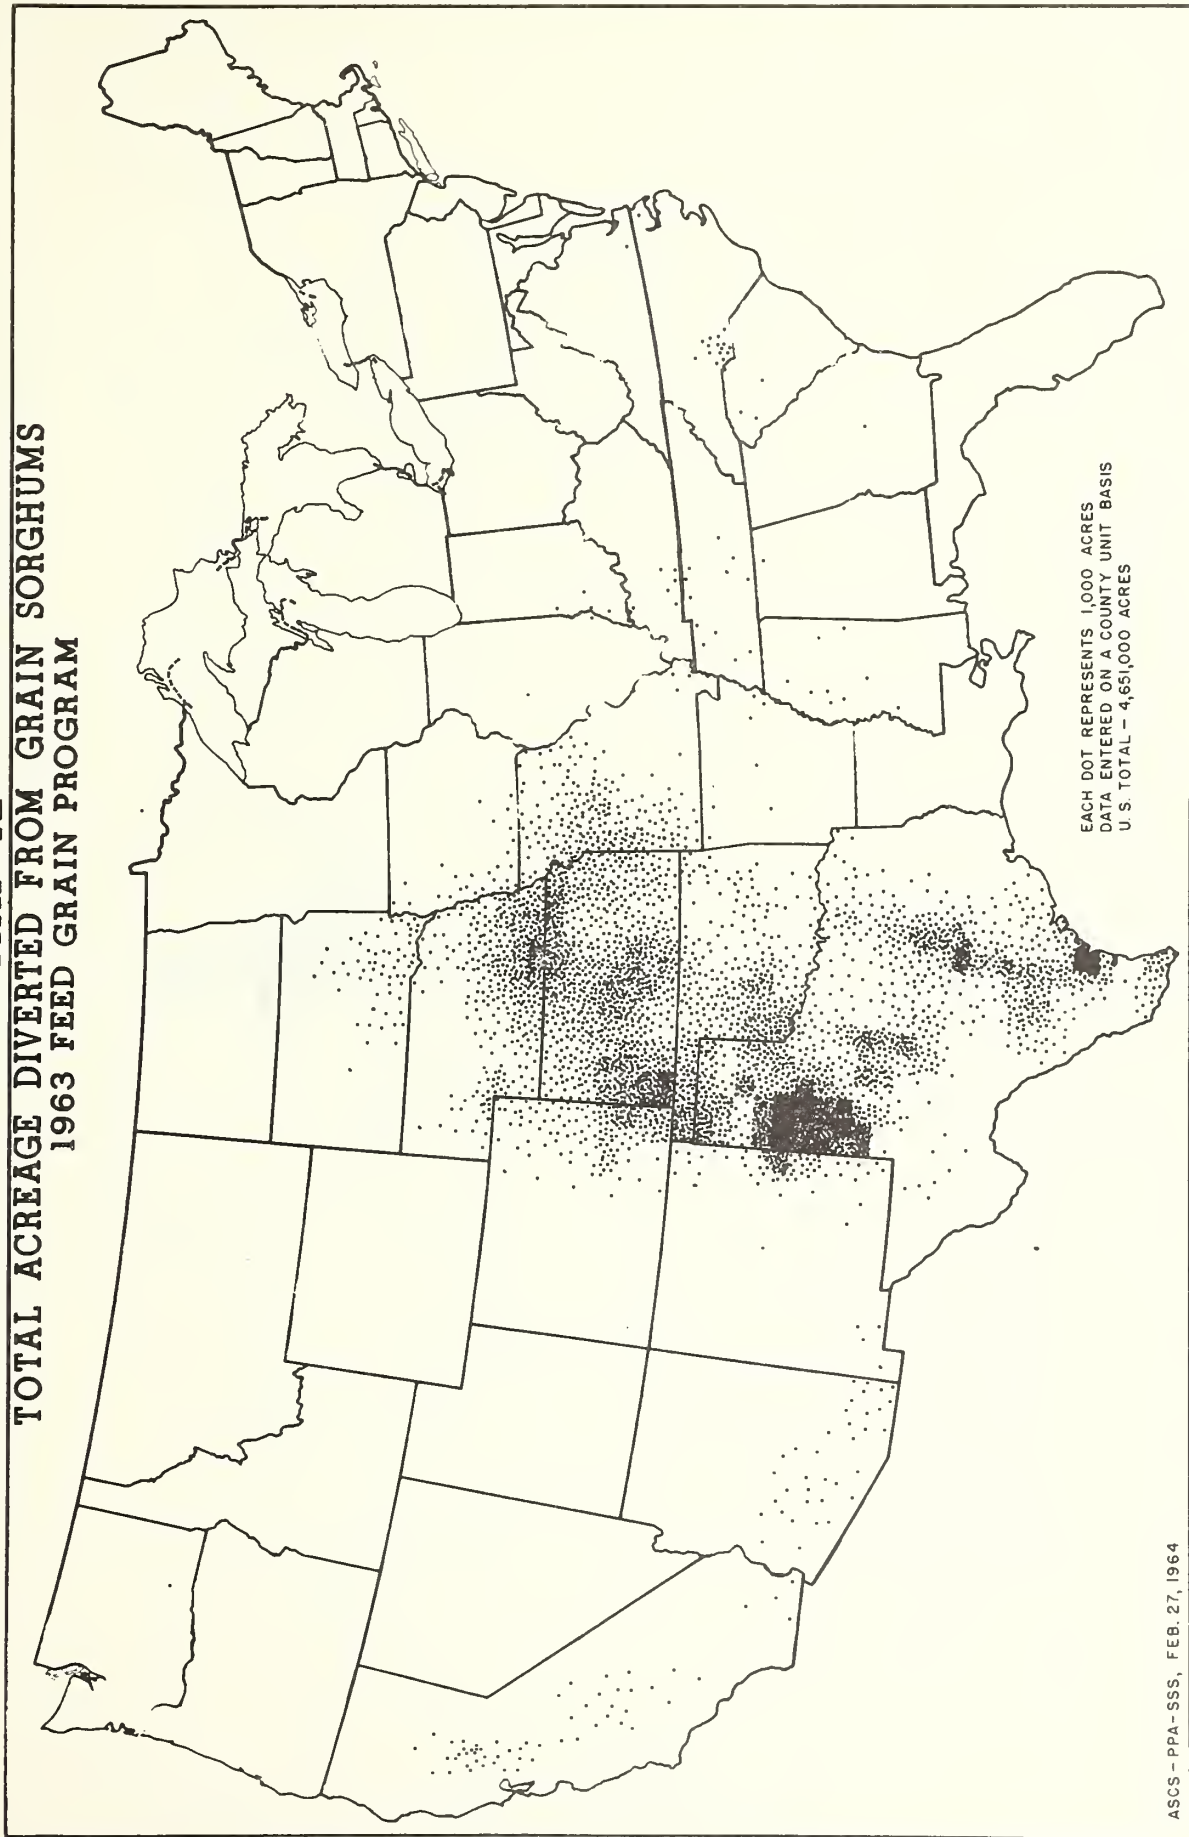 TOTAL ACREAGE DIVERTED FROM GRAIN SORGHUMS
1963 FEED GRAIN PROGRAM
EACH DOT REPRESENTS 1,000 ACRES
DATA ENTERED ON A COUNTY UNIT BASIS
U. S. TOTAL – 4,651,000 ACRES
ASCS – PPA – SSS, FEB. 27, 1964